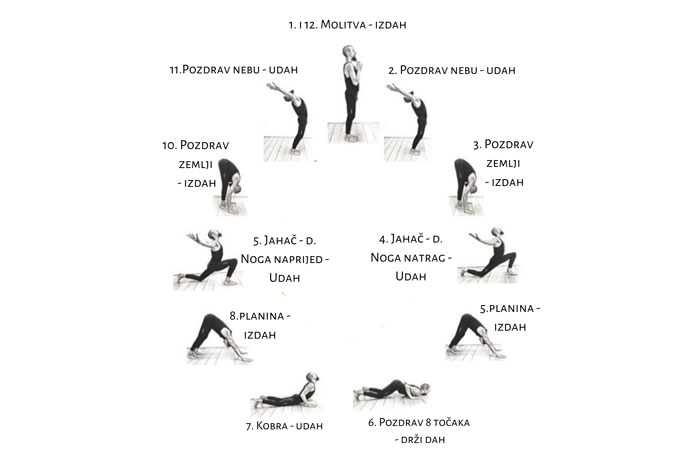 1. i 12. Molitva - izdah
2. Pozdrav nebu - udah
3. Pozdrav
zemlji
- izdah
4. Jahač - d.
Noga natrag -
Udah
5.planina -
izdah
6. Pozdrav 8 točaka
- drži dah
7. Kobra - udah
8.planina -
izdah
5. Jahač - d.
Noga naprijed -
Udah
10. Pozdrav
zemlji
- izdah
11.Pozdrav nebu - udah